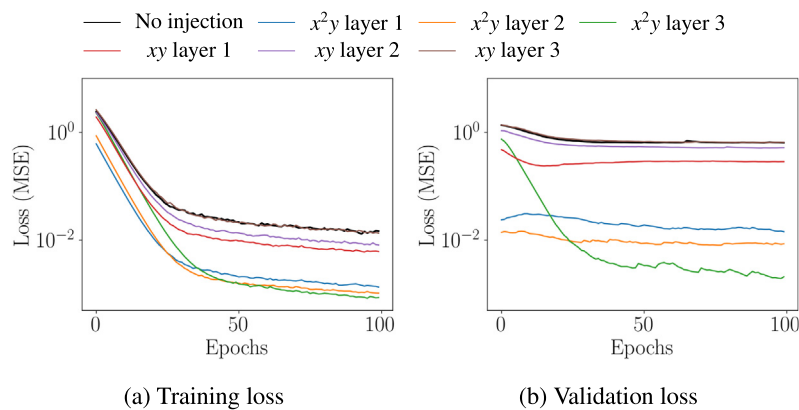 No injection x²y layer 1 x²y layer 2 x²y layer 3
xy layer 1 xy layer 2 xy layer 3
Loss (MSE)
10⁰
10⁻²
0 50 100
Epochs
(a) Training loss
Loss (MSE)
10⁰
10⁻²
0 50 100
Epochs
(b) Validation loss